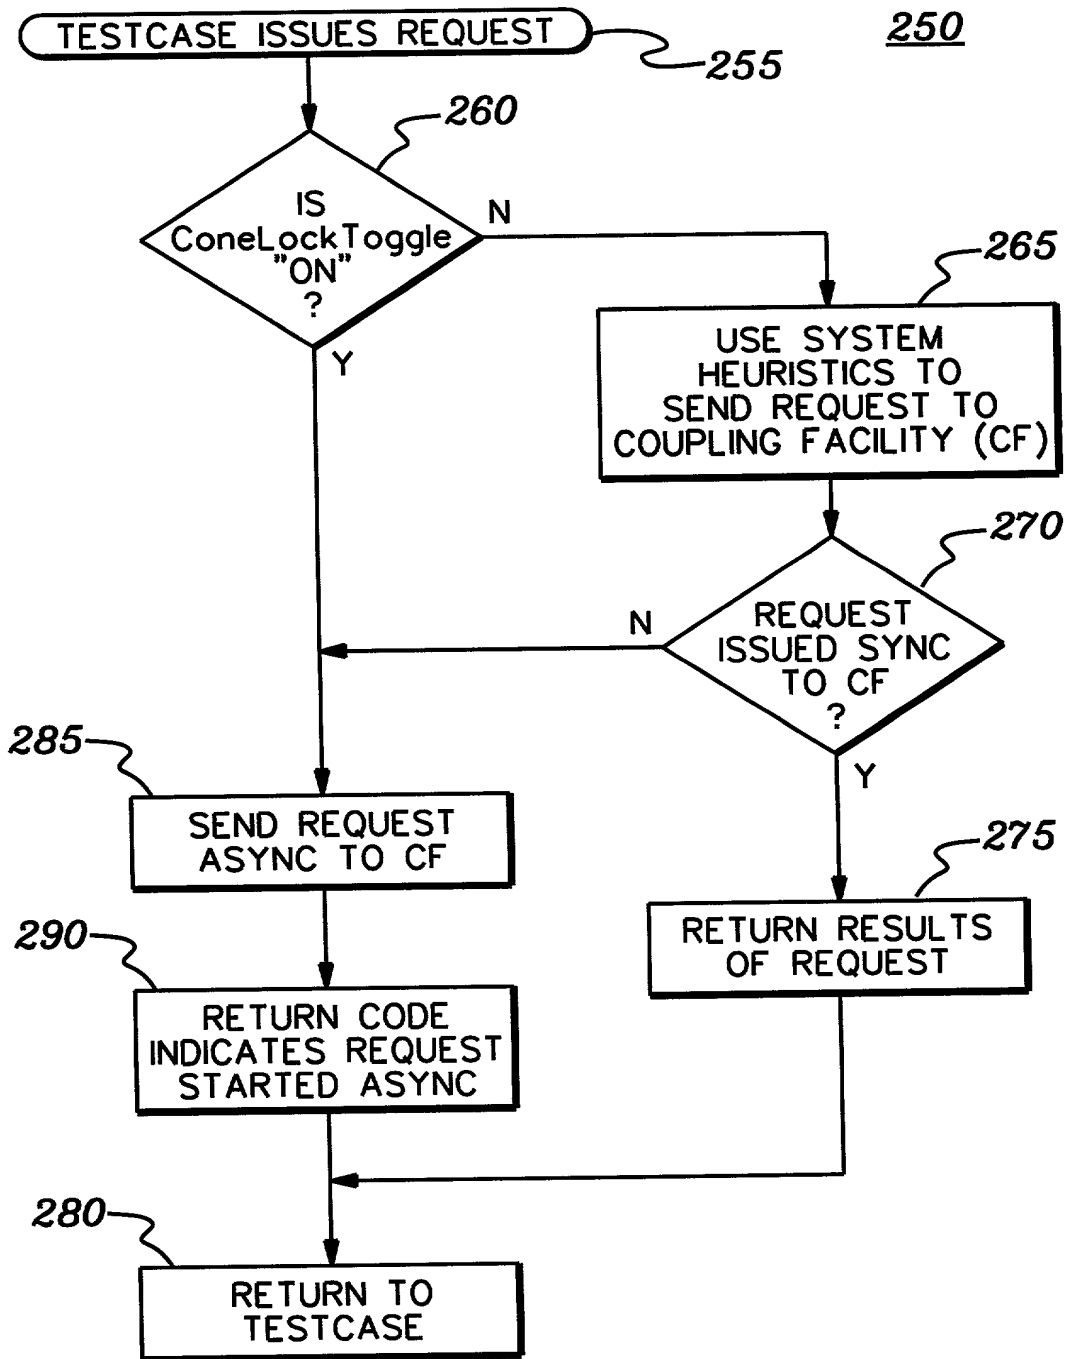 TESTCASE ISSUES REQUEST
250
255
260
IS
ConeLockToggle
"ON"
?
N
Y
265
USE SYSTEM
HEURISTICS TO
SEND REQUEST TO
COUPLING FACILITY (CF)
270
REQUEST
ISSUED SYNC
TO CF
?
N
Y
285
SEND REQUEST
ASYNC TO CF
275
RETURN RESULTS
OF REQUEST
290
RETURN CODE
INDICATES REQUEST
STARTED ASYNC
280
RETURN TO
TESTCASE